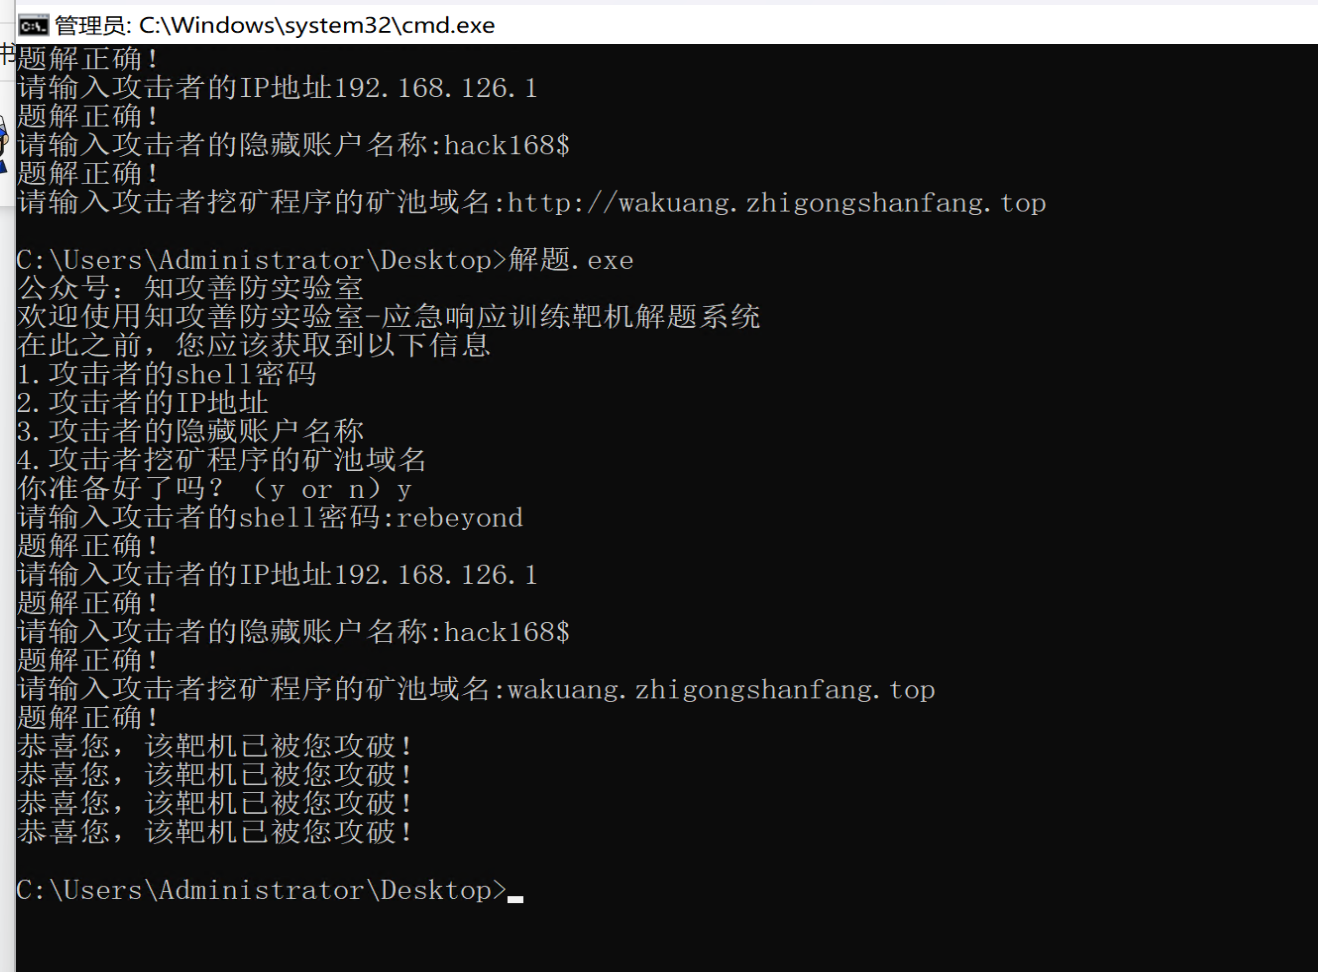 管理员: C:\Windows\system32\cmd.exe
书
题解正确!
请输入攻击者的IP地址192.168.126.1
题解正确!
请输入攻击者的隐藏账户名称:hack168$
题解正确!
请输入攻击者挖矿程序的矿池域名:http://wakuang.zhigongshanfang.top
C:\Users\Administrator\Desktop>解题.exe
公众号：知攻善防实验室
欢迎使用知攻善防实验室-应急响应训练靶机解题系统
在此之前，您应该获取到以下信息
1.攻击者的shell密码
2.攻击者的IP地址
3.攻击者的隐藏账户名称
4.攻击者挖矿程序的矿池域名
你准备好了吗？（y or n）y
请输入攻击者的shell密码:rebeyond
题解正确!
请输入攻击者的IP地址192.168.126.1
题解正确!
请输入攻击者的隐藏账户名称:hack168$
题解正确!
请输入攻击者挖矿程序的矿池域名:wakuang.zhigongshanfang.top
题解正确!
恭喜您，该靶机已被您攻破!
恭喜您，该靶机已被您攻破!
恭喜您，该靶机已被您攻破!
恭喜您，该靶机已被您攻破!
C:\Users\Administrator\Desktop>